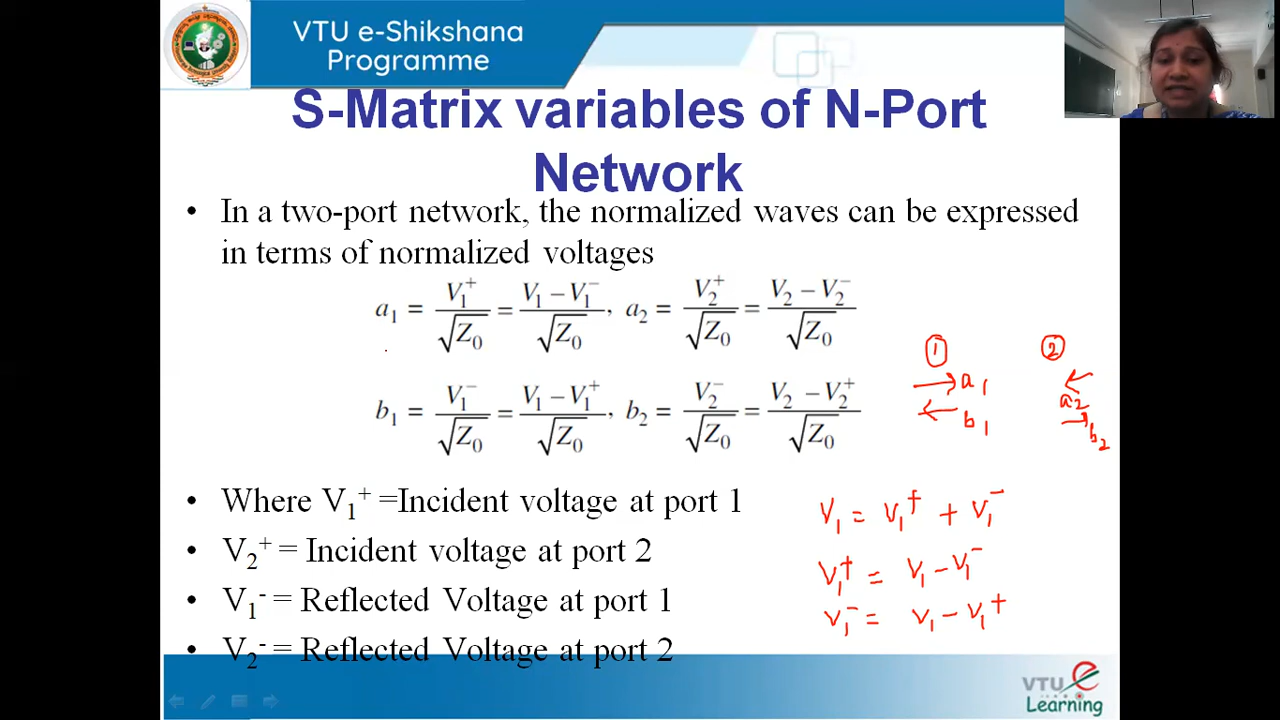 VTU e-Shikshana
Programme
S-Matrix variables of N-Port
Network
• In a two-port network, the normalized waves can be expressed
in terms of normalized voltages
a₁ = V₁⁺/√Z₀ = (V₁ − V₁⁻)/√Z₀, a₂ = V₂⁺/√Z₀ = (V₂ − V₂⁻)/√Z₀
b₁ = V₁⁻/√Z₀ = (V₁ − V₁⁺)/√Z₀, b₂ = V₂⁻/√Z₀ = (V₂ − V₂⁺)/√Z₀
① ②
→ a₁ ←
a₂
← b₁ → b₂
• Where V₁⁺ =Incident voltage at port 1
• V₂⁺ = Incident voltage at port 2
• V₁⁻ = Reflected Voltage at port 1
• V₂⁻ = Reflected Voltage at port 2
V₁ = V₁⁺ + V₁⁻
V₁⁺ = V₁ − V₁⁻
V₁⁻ = V₁ − V₁⁺
VTU e
Learning